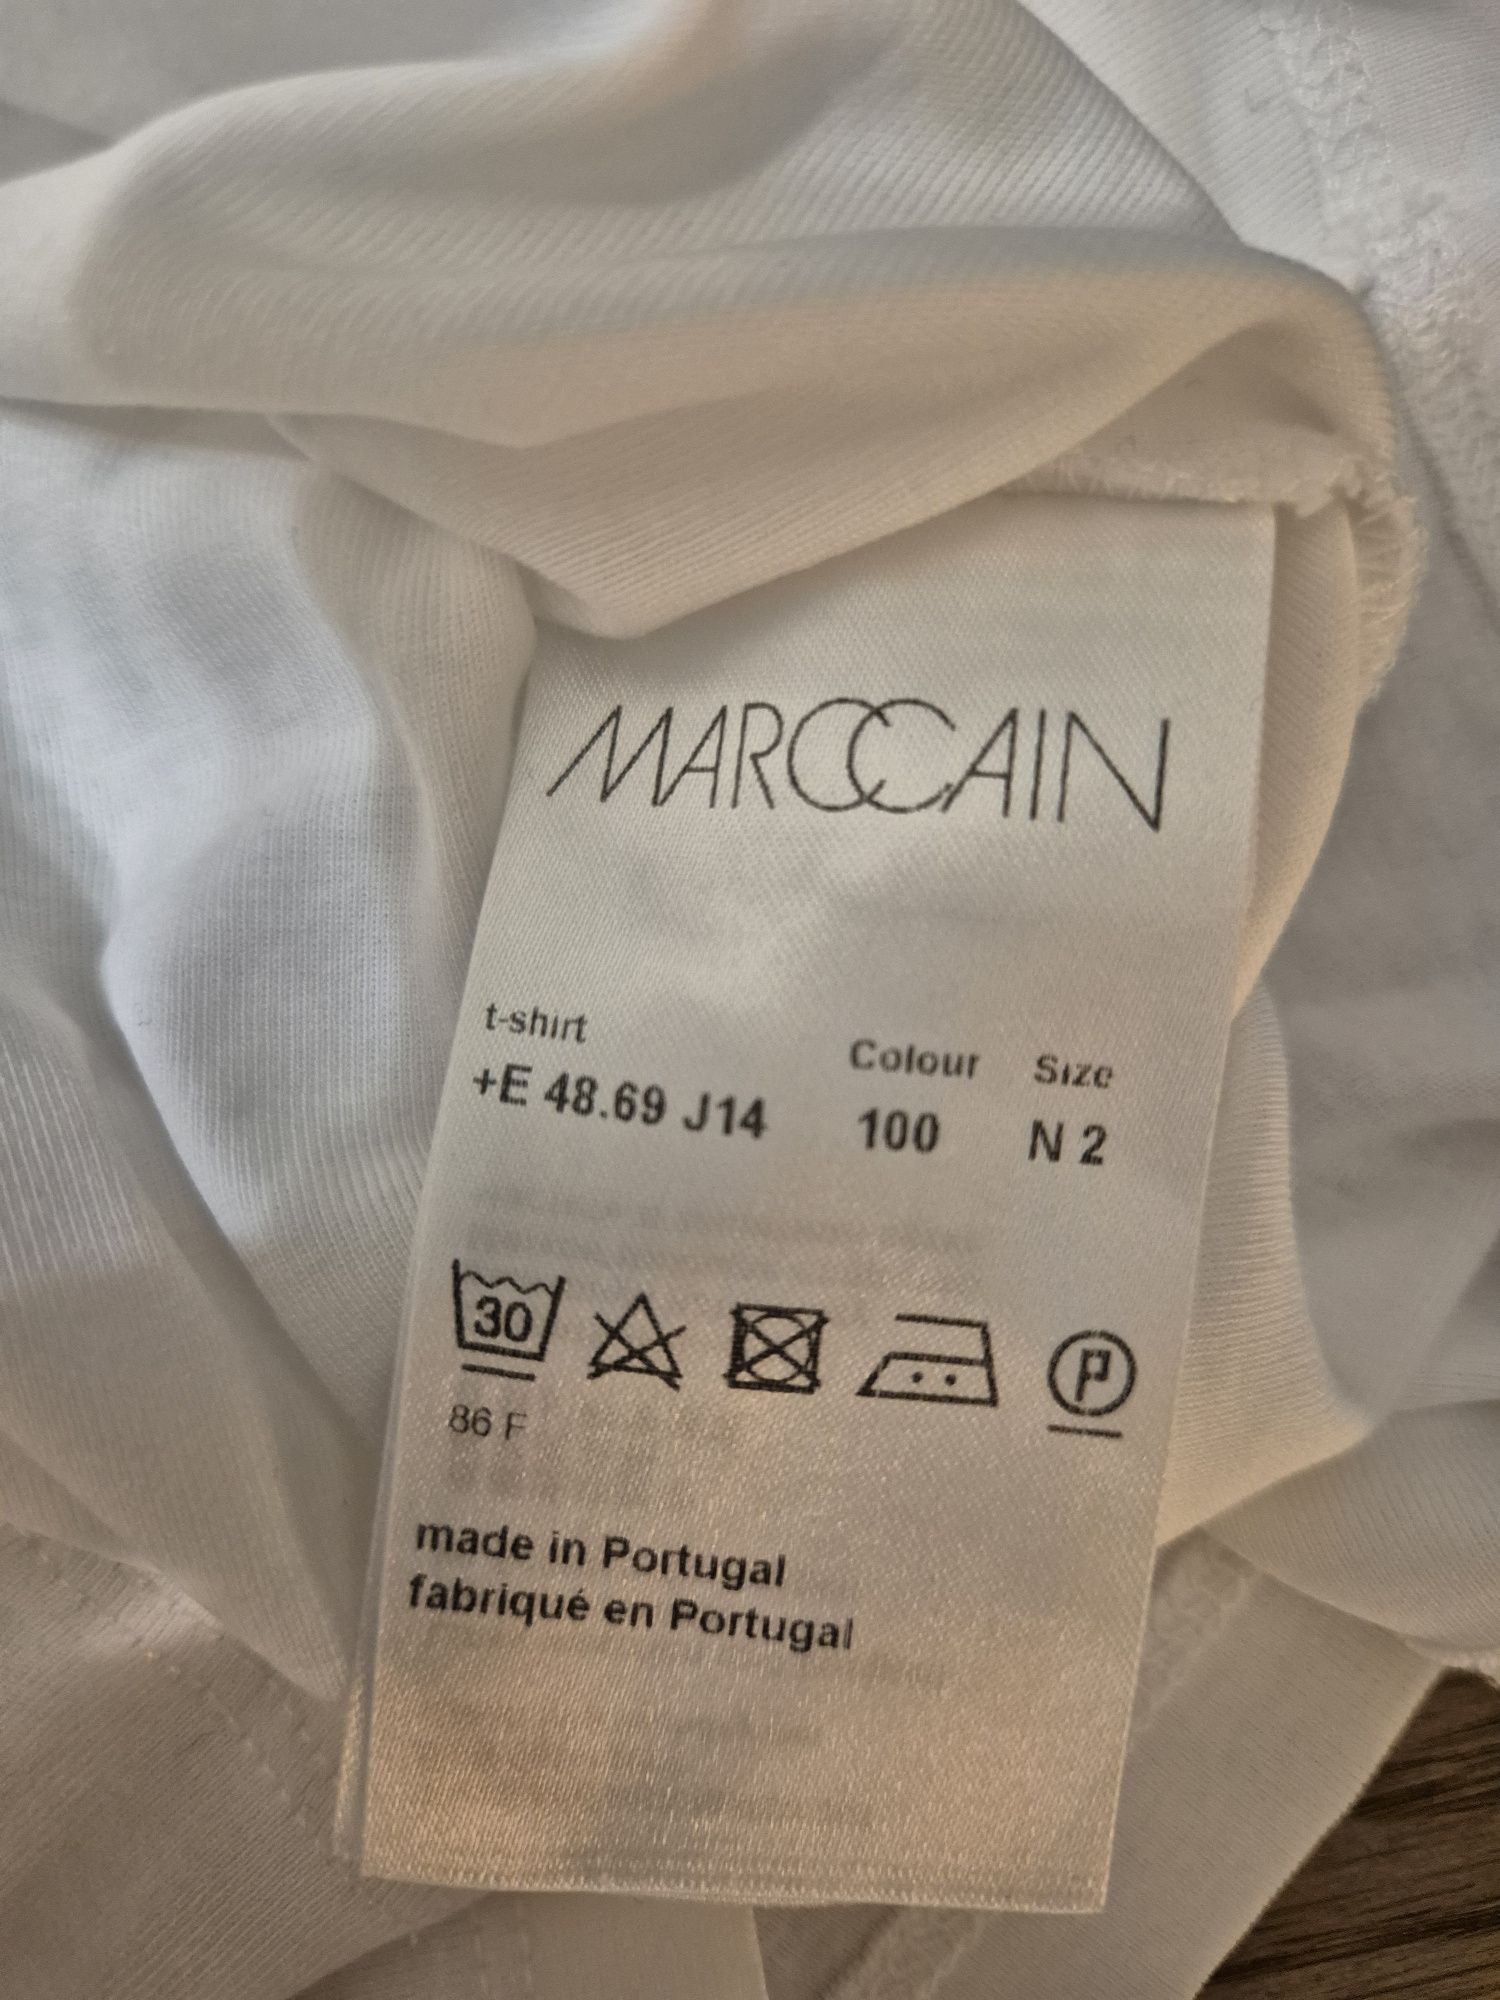 MARCCAIN
t-shirt Colour Size
+E 48.69 J14 100 N 2
30
P
86 F
made in Portugal
fabriqué en Portugal